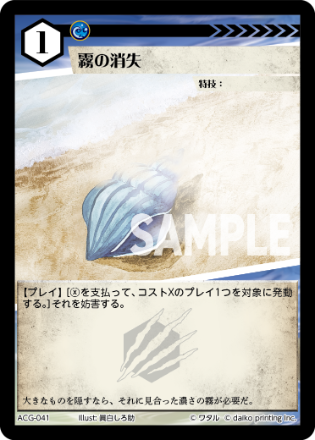 1
霧の消失
特技：
SAMPLE
【プレイ】[Ⓧを支払って、コストXのプレイ1つを対象に発動
する。]それを妨害する。
大きなものを隠すなら、それに見合った濃さの霧が必要だ。
ACG-041 Illust: 眞白しろ助 © ワタル © daiko printing inc.